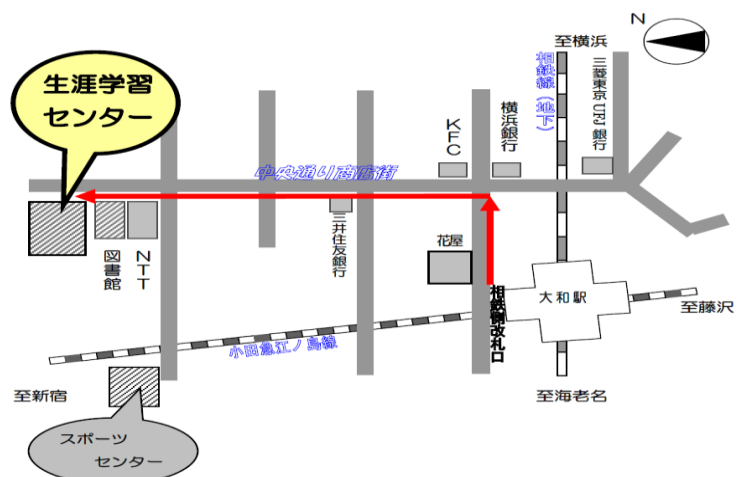 N
至横浜
生涯学習
センター
相鉄線(地下)
三菱東京UFJ銀行
KFC
横浜銀行
中央通り商店街
図書館
NTT
三井住友銀行
花屋
相鉄側改札口
大和駅
至藤沢
小田急江ノ島線
至新宿
至海老名
スポーツ
センター